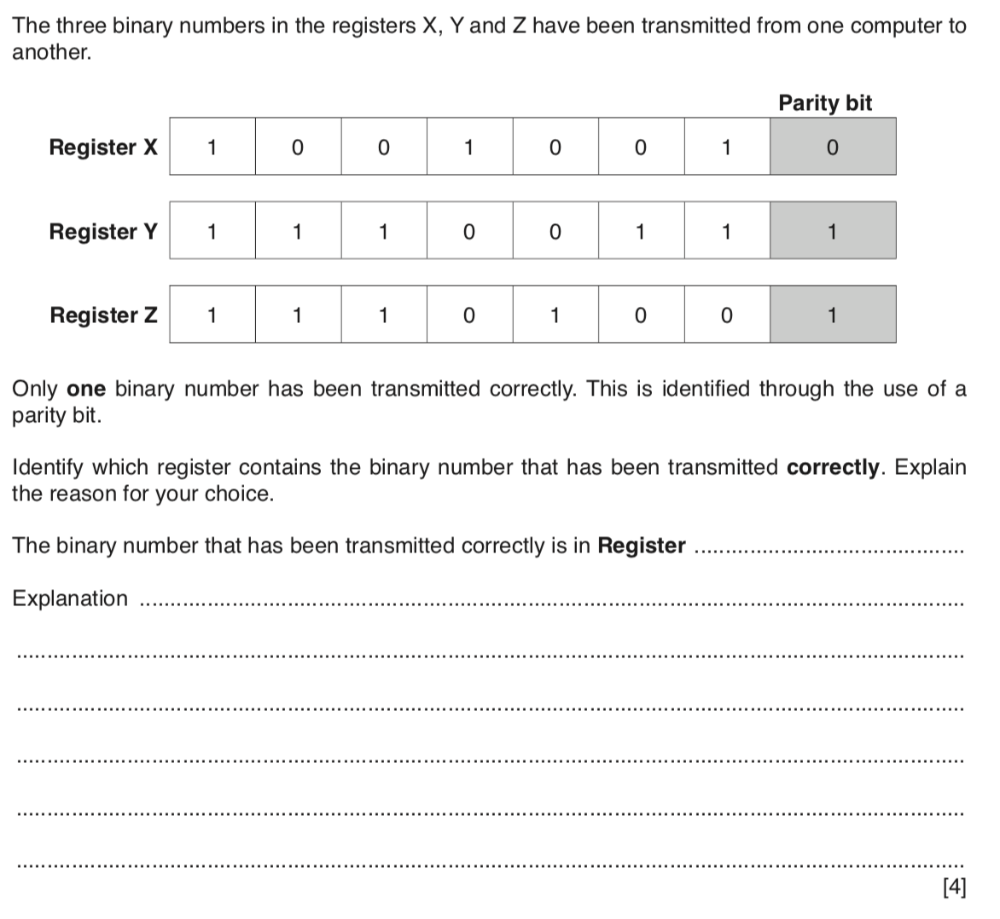 The three binary numbers in the registers X, Y and Z have been transmitted from one computer to
another.
Parity bit
Register X 1 0 0 1 0 0 1 0
Register Y 1 1 1 0 0 1 1 1
Register Z 1 1 1 0 1 0 0 1
Only one binary number has been transmitted correctly. This is identified through the use of a
parity bit.
Identify which register contains the binary number that has been transmitted correctly. Explain
the reason for your choice.
The binary number that has been transmitted correctly is in Register ............................................
Explanation ....................................................................................................................................
....................................................................................................................................................
....................................................................................................................................................
....................................................................................................................................................
....................................................................................................................................................
....................................................................................................................................................
[4]